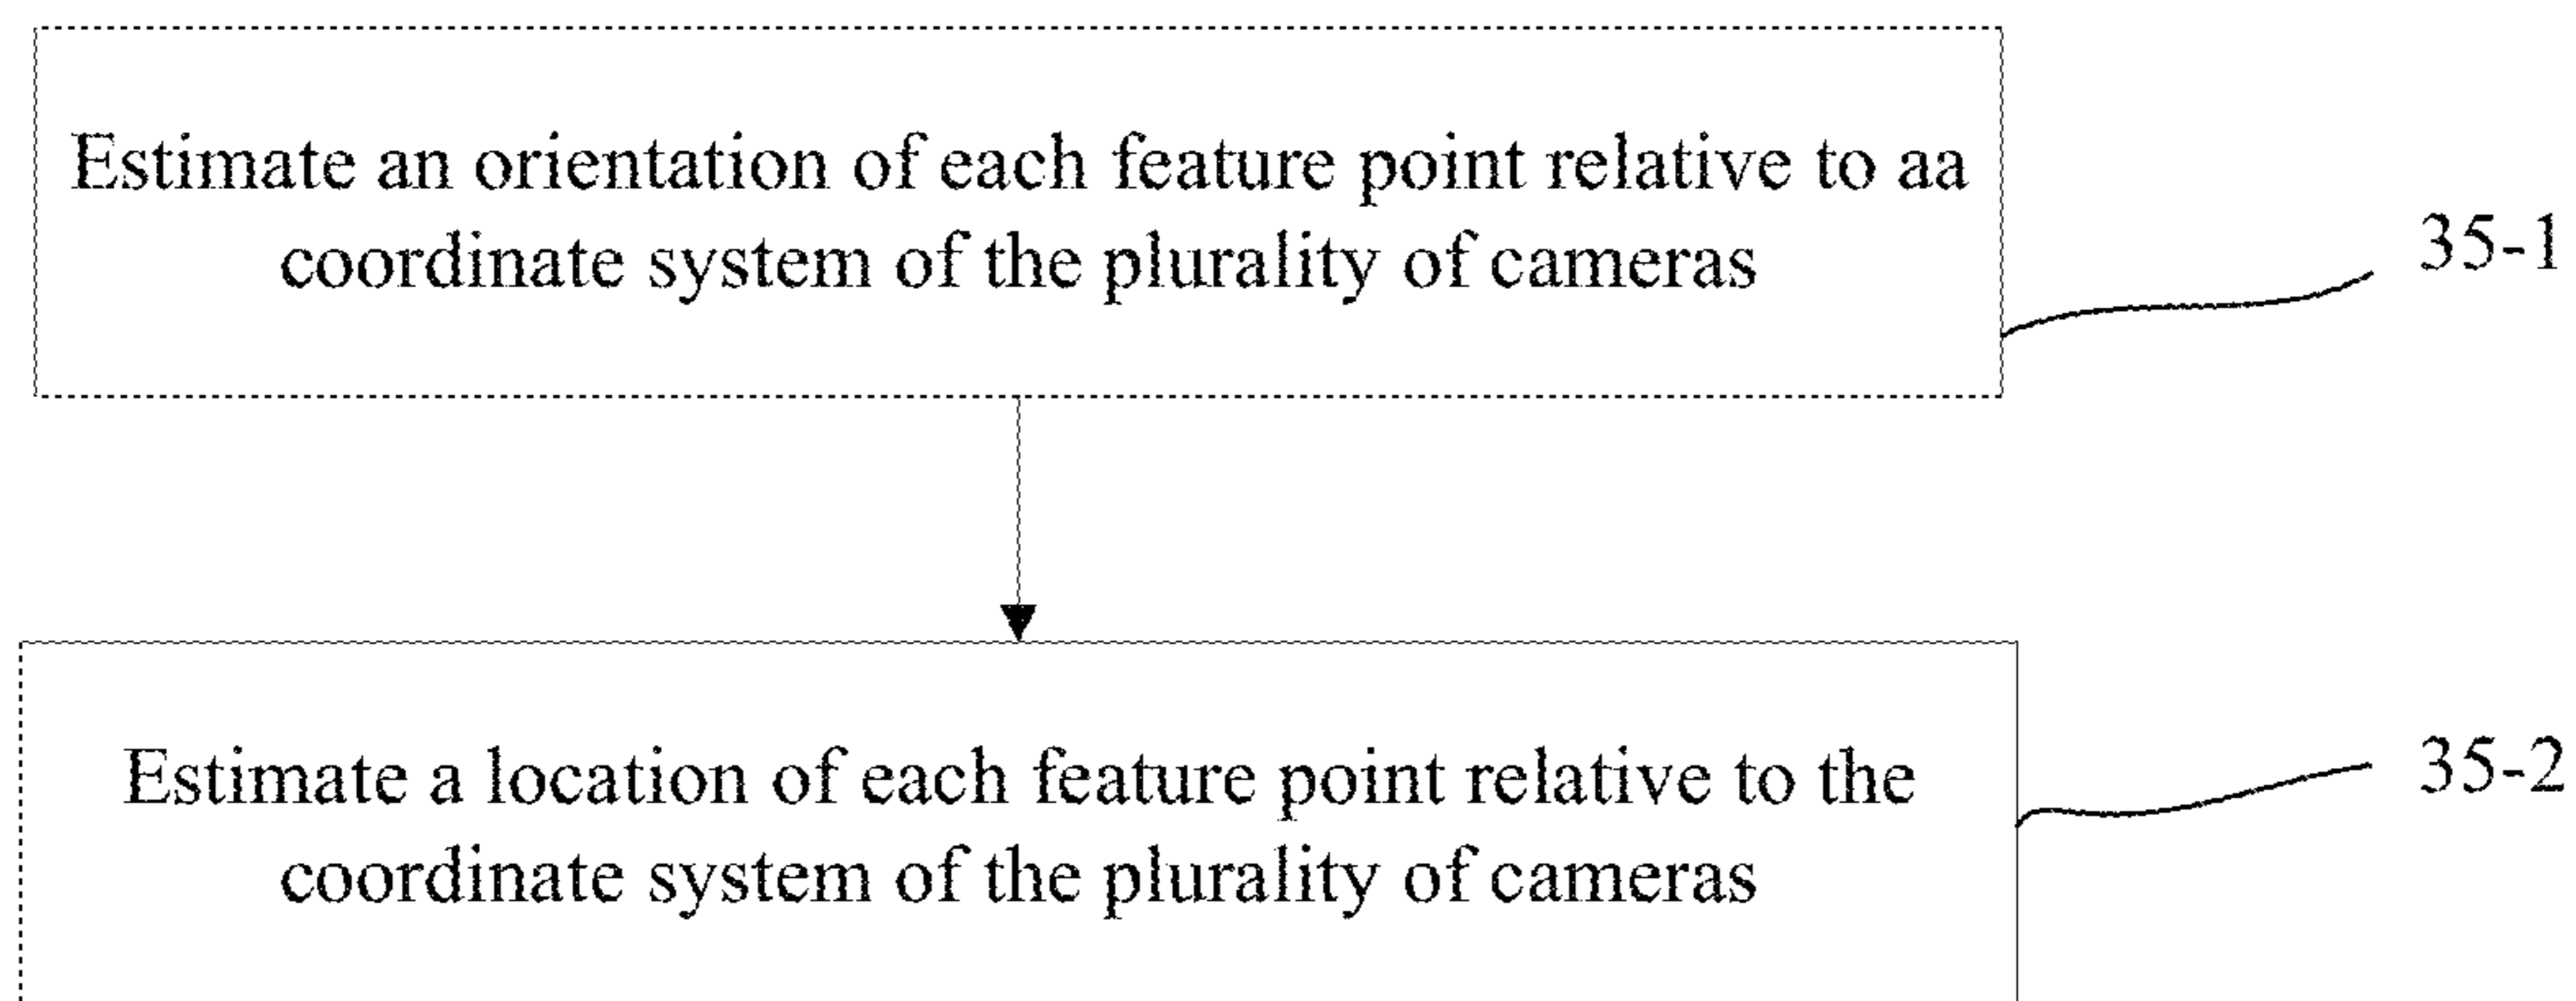 Estimate an orientation of each feature point relative to aa
coordinate system of the plurality of cameras
35-1
Estimate a location of each feature point relative to the
coordinate system of the plurality of cameras
35-2